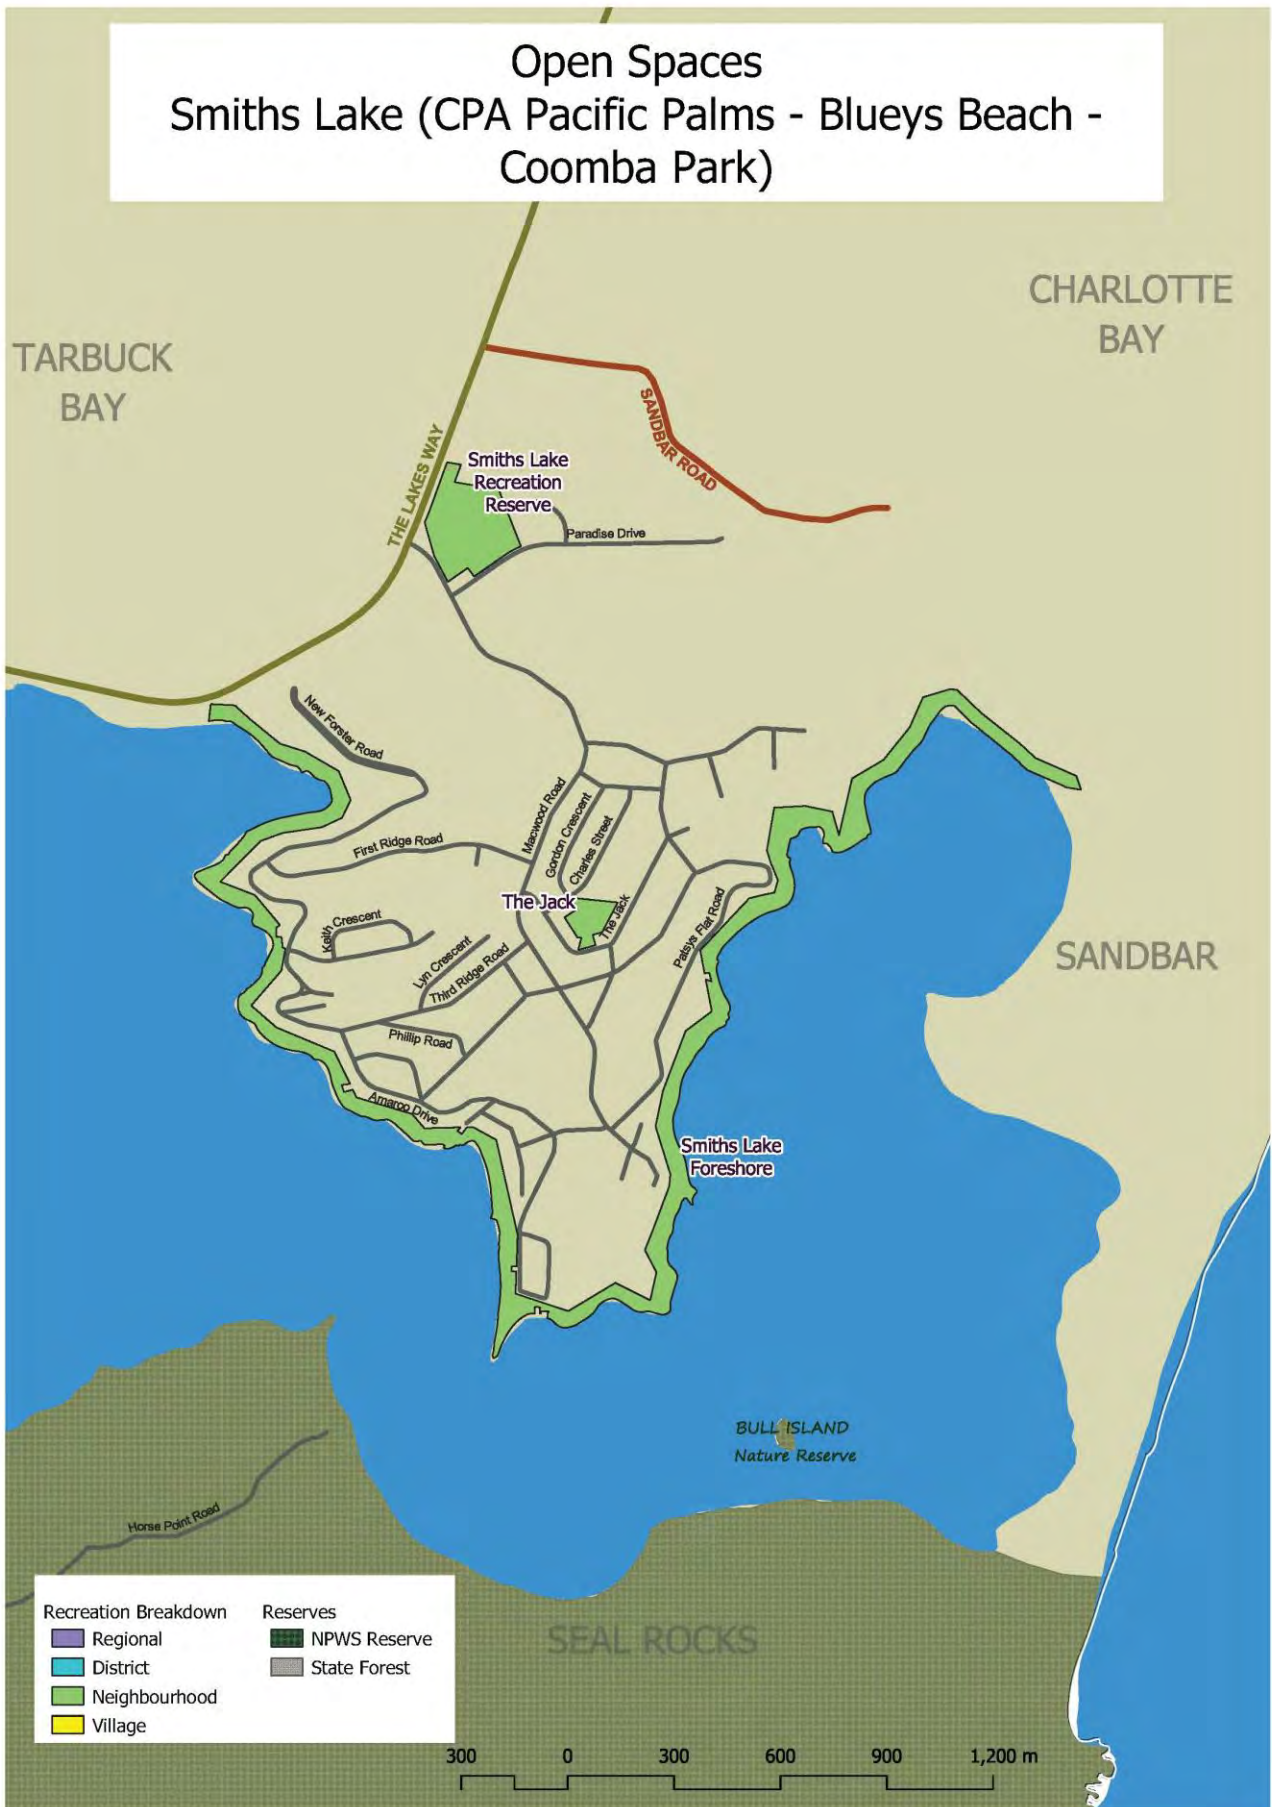 Open Spaces
Smiths Lake (CPA Pacific Palms - Blueys Beach -
Coomba Park)
CHARLOTTE
BAY
TARBUCK
BAY
SANDBAR ROAD
THE LAKES WAY
Smiths Lake
Recreation
Reserve
Paradise Drive
New Forster Road
Macwood Road
Gordon Crescent
Charles Street
First Ridge Road
The Jack
The Jack
Patsys Flat Road
Keith Crescent
Lyn Crescent
Third Ridge Road
SANDBAR
Phillip Road
Amaroo Drive
Smiths Lake
Foreshore
BULL ISLAND
Nature Reserve
Horse Point Road
SEAL ROCKS
Recreation Breakdown
Regional
District
Neighbourhood
Village
Reserves
NPWS Reserve
State Forest
300 0 300 600 900 1,200 m